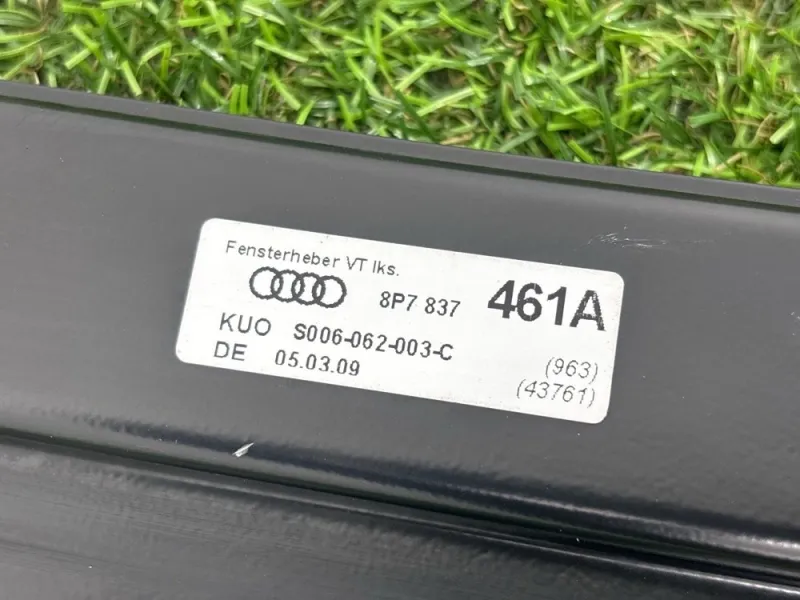 Fensterheber VT lks.
8P7 837 461A
KUO S006-062-003-C
DE 05.03.09
(963)
(43761)